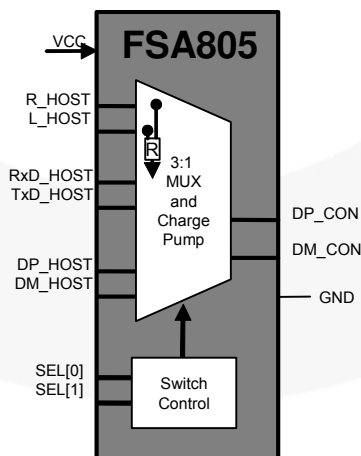 VCC
FSA805
R_HOST
L_HOST
R
RxD_HOST
TxD_HOST
3:1
MUX
and
Charge
Pump
DP_CON
DM_CON
DP_HOST
DM_HOST
GND
SEL[0]
SEL[1]
Switch
Control